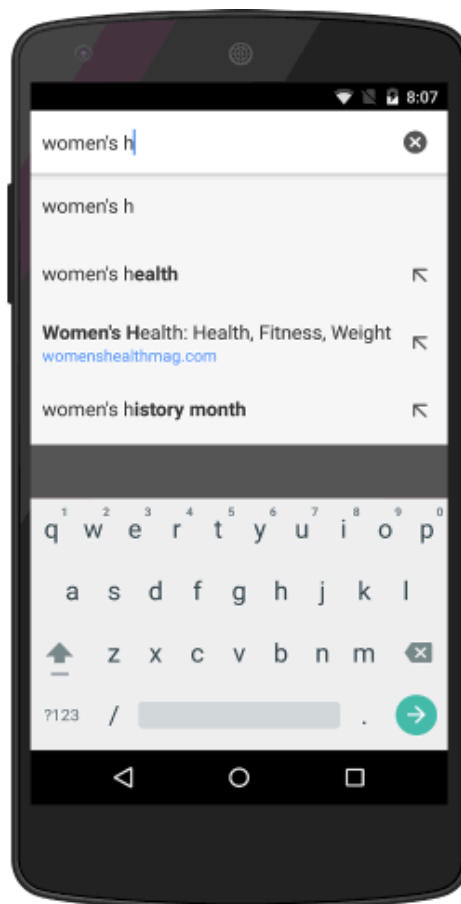 8:07
women's h
women's h
women's health
Women's Health: Health, Fitness, Weight
womenshealthmag.com
women's history month
1 2 3 4 5 6 7 8 9 0
q w e r t y u i o p
a s d f g h j k l
z x c v b n m
?123 / .